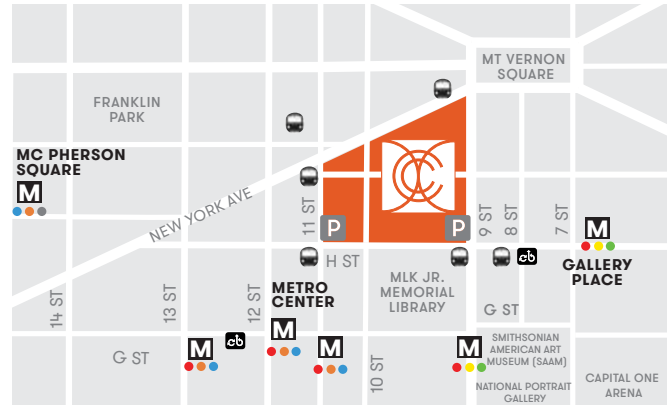 MT VERNON
SQUARE
FRANKLIN
PARK
MC PHERSON
SQUARE
M
NEW YORK AVE
11 ST
P
P
9 ST
8 ST
7 ST
M
GALLERY
PLACE
H ST
METRO
CENTER
MLK JR.
MEMORIAL
LIBRARY
G ST
14 ST
13 ST
12 ST
cb
cb
M
M
M
M
G ST
10 ST
SMITHSONIAN
AMERICAN ART
MUSEUM (SAAM)
NATIONAL PORTRAIT
GALLERY
CAPITAL ONE
ARENA